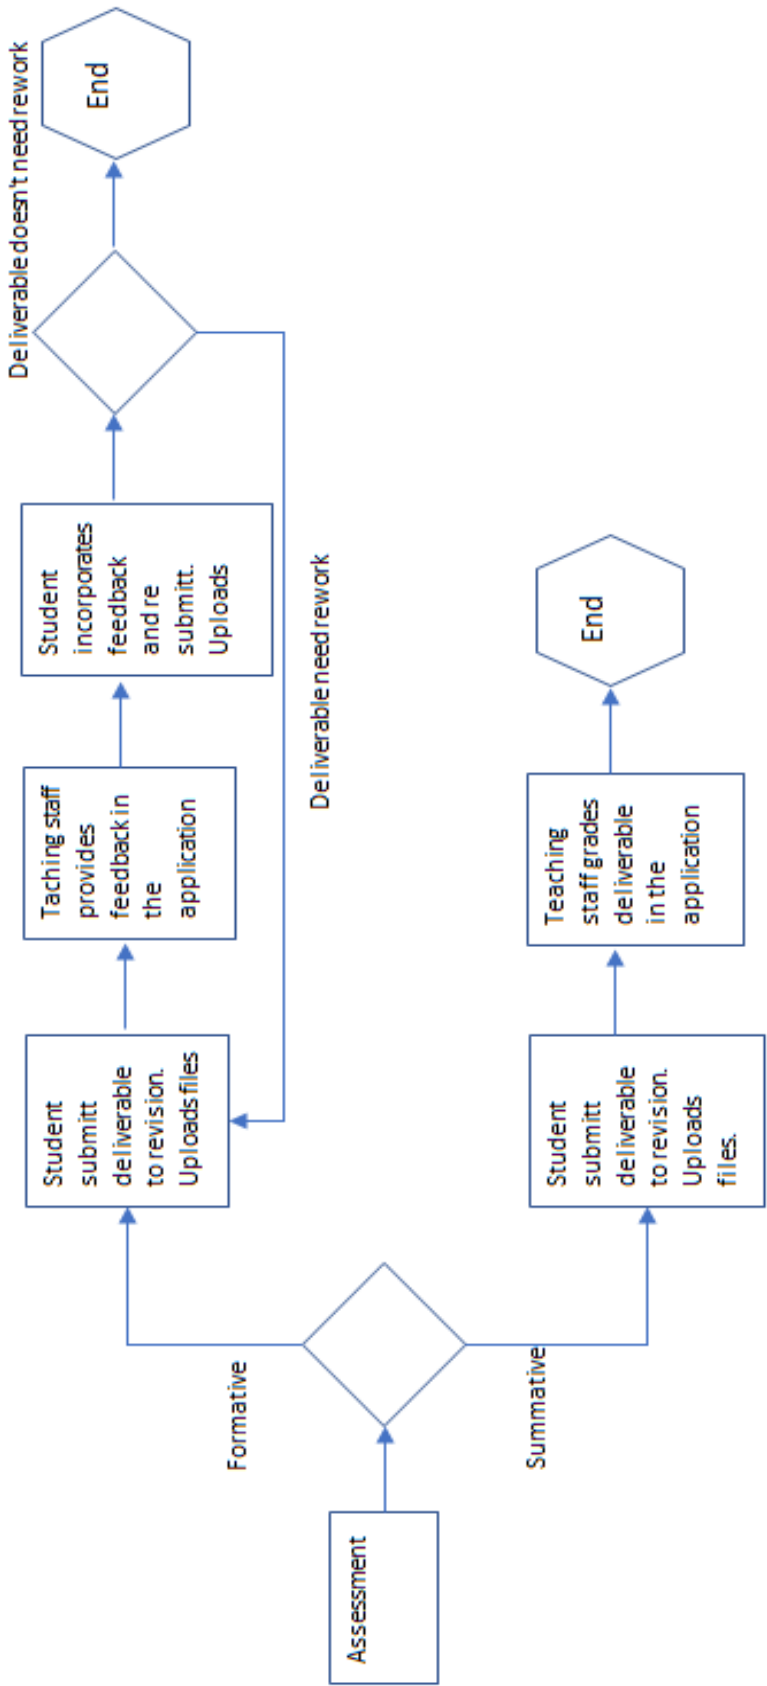 Assessment
Formative
Summative
Student
submitt
deliverable
to revision.
Uploads files
Taching staff
provides
feedback in
the
application
Student
incorporates
feedback
and re
submitt.
Uploads
Deliverable doesn't need rework
End
Deliverable need rework
Student
submitt
deliverable
to revision.
Uploads
files.
Teaching
staff grades
deliverable
in the
application
End